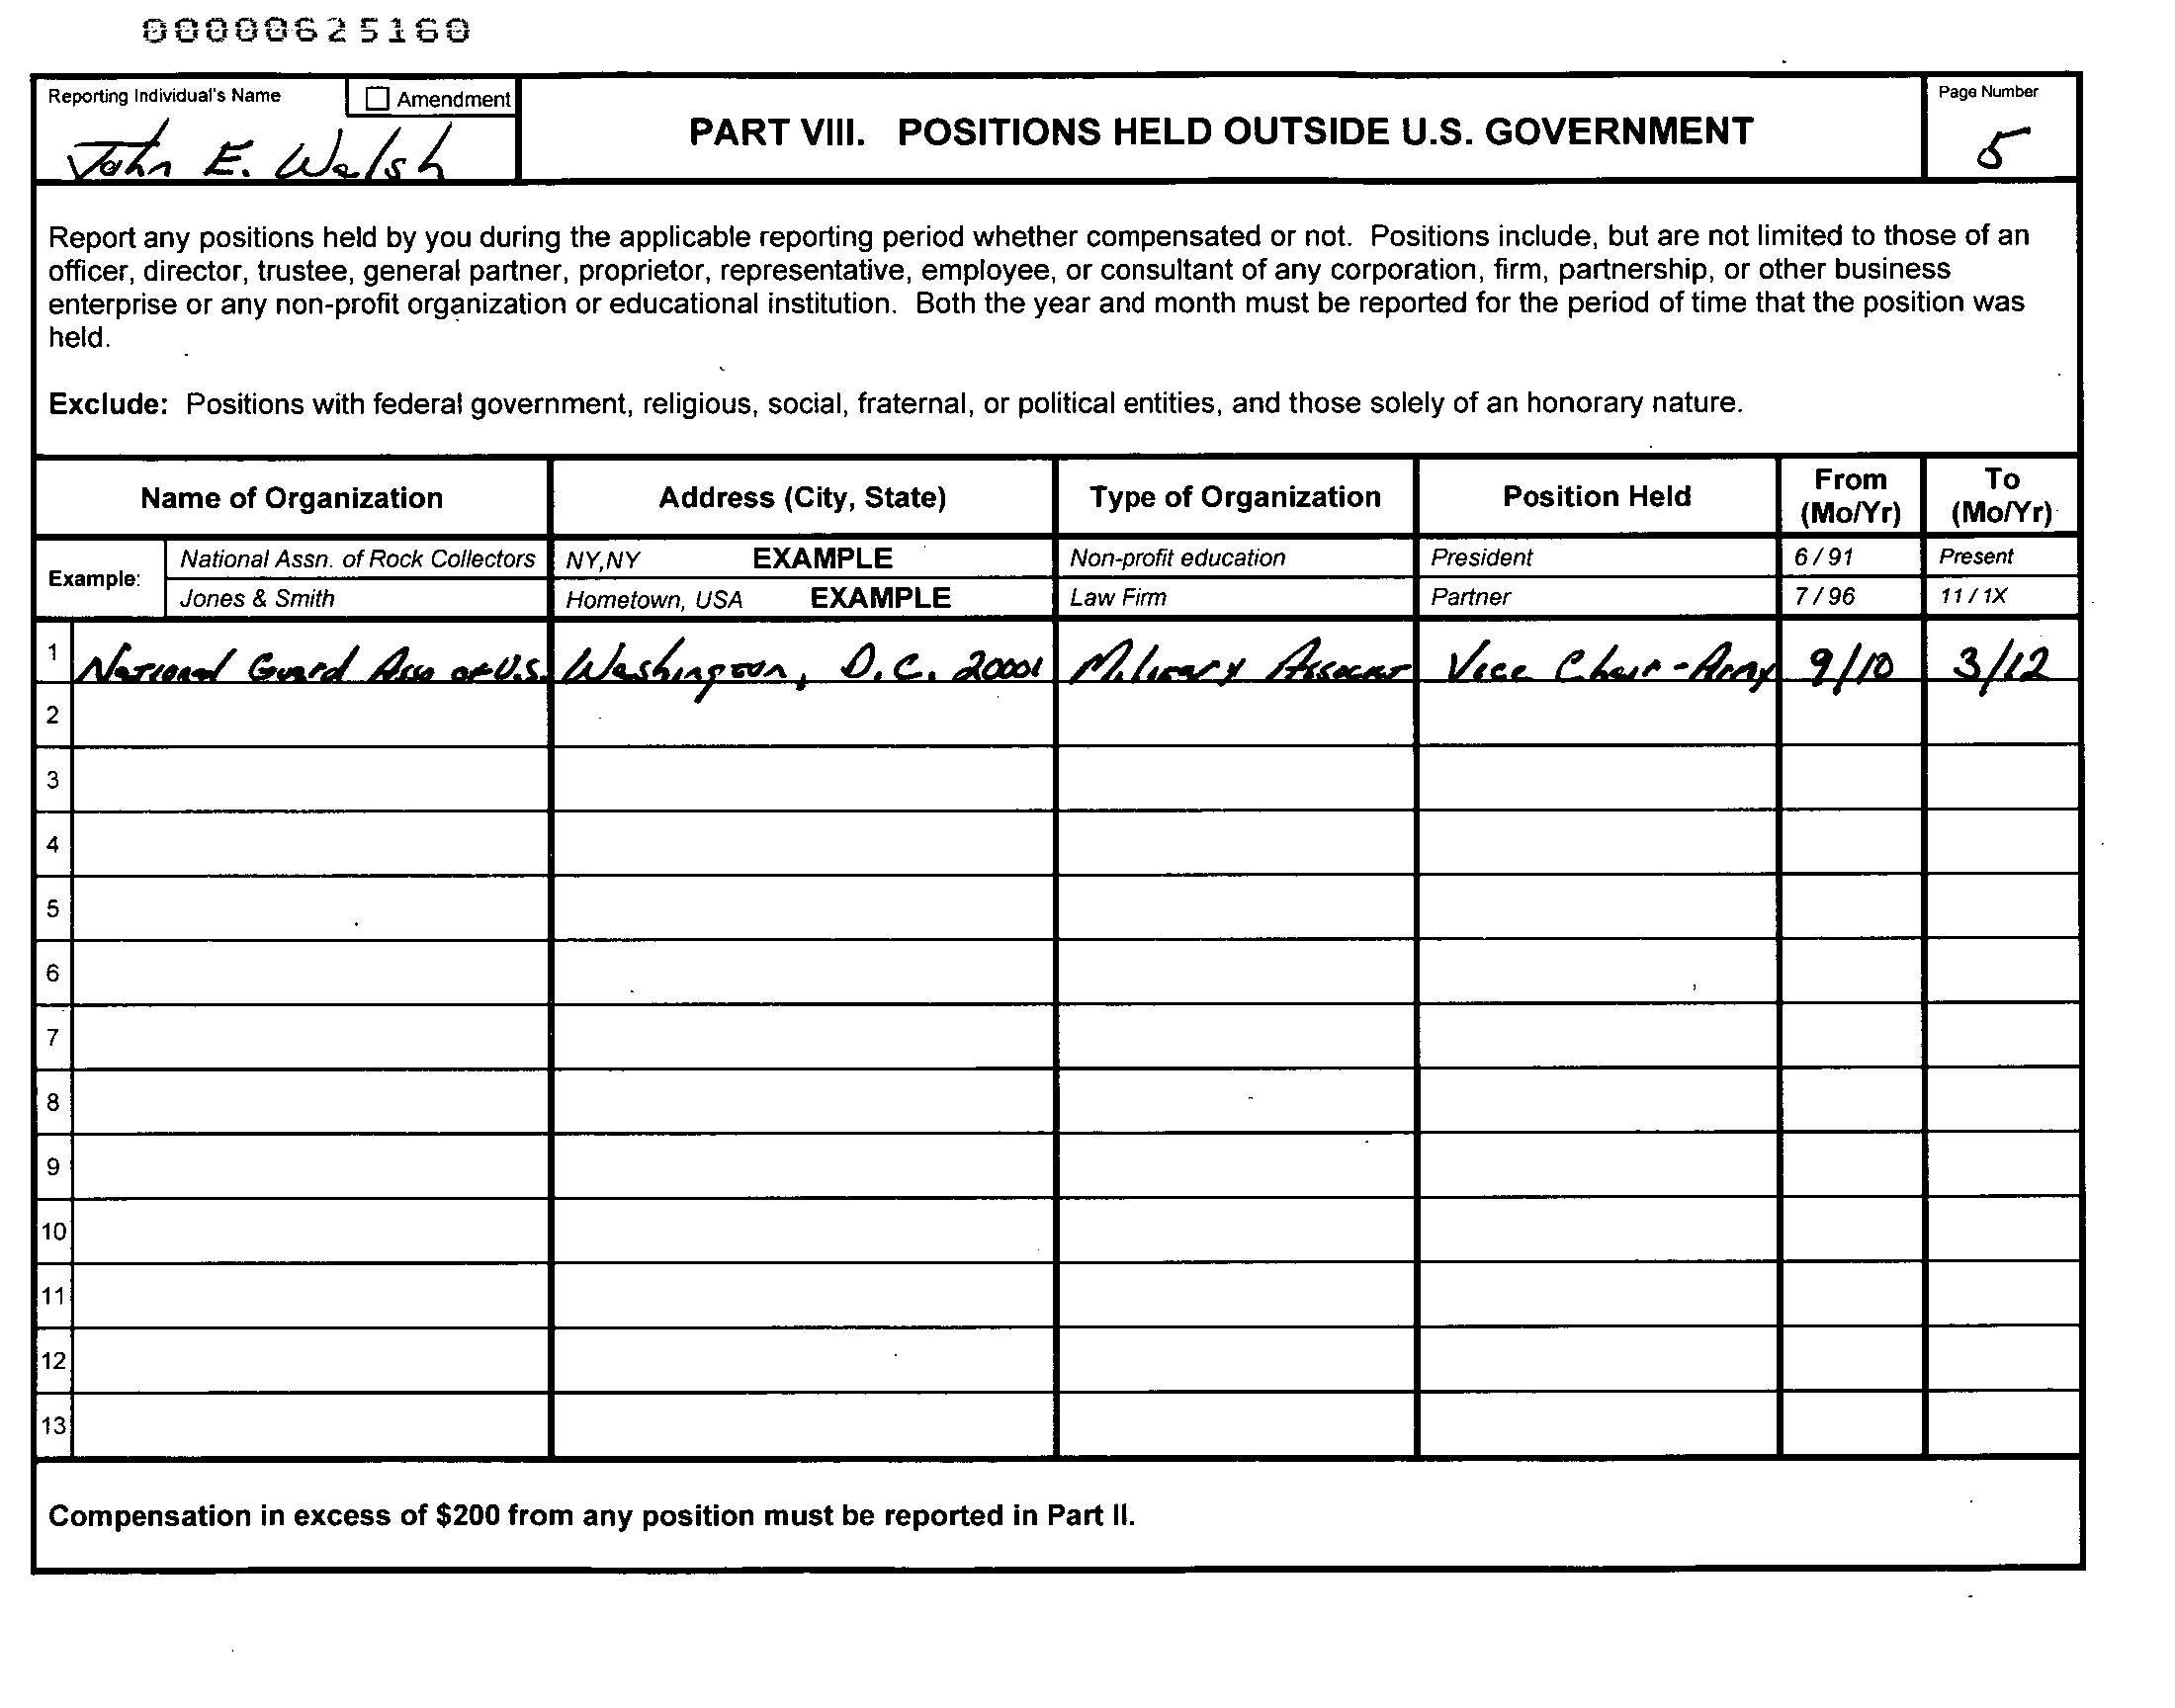 00000625160
Reporting Individual's Name
Amendment
John E. Walsh
PART VIII. POSITIONS HELD OUTSIDE U.S. GOVERNMENT
Page Number
5
Report any positions held by you during the applicable reporting period whether compensated or not. Positions include, but are not limited to those of an
officer, director, trustee, general partner, proprietor, representative, employee, or consultant of any corporation, firm, partnership, or other business
enterprise or any non-profit organization or educational institution. Both the year and month must be reported for the period of time that the position was
held.
Exclude: Positions with federal government, religious, social, fraternal, or political entities, and those solely of an honorary nature.
Name of Organization Address (City, State) Type of Organization Position Held From (Mo/Yr) To (Mo/Yr)
Example:
National Assn. of Rock Collectors NY,NY EXAMPLE Non-profit education President 6 / 91 Present
Jones & Smith Hometown, USA EXAMPLE Law Firm Partner 7 / 96 11 / 1X
1 National Guard Assn of U.S. Washington, D.C. 20001 Military Vice Chair - Army 9/10 3/12
2
3
4
5
6
7
8
9
10
11
12
13
Compensation in excess of $200 from any position must be reported in Part II.